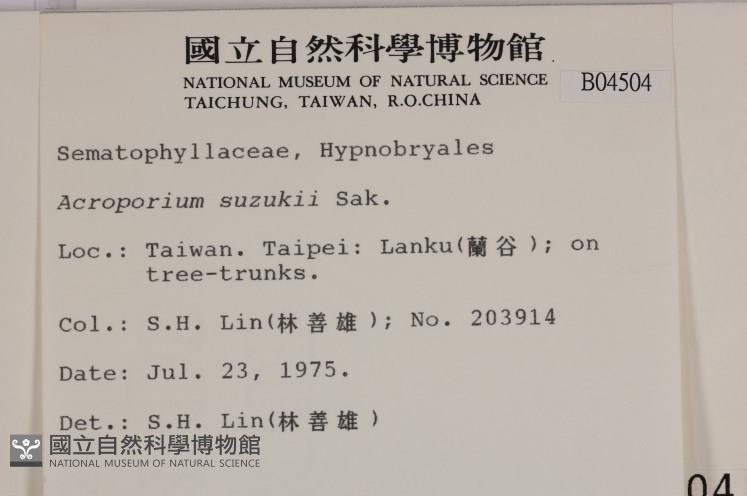 國立自然科學博物館
NATIONAL MUSEUM OF NATURAL SCIENCE
TAICHUNG, TAIWAN, R.O.CHINA
B04504
Sematophyllaceae, Hypnobryales
Acroporium suzukii Sak.
Loc.: Taiwan. Taipei: Lanku(蘭谷); on
tree-trunks.
Col.: S.H. Lin(林善雄); No. 203914
Date: Jul. 23, 1975.
Det.: S.H. Lin(林善雄)
國立自然科學博物館
NATIONAL MUSEUM OF NATURAL SCIENCE
04